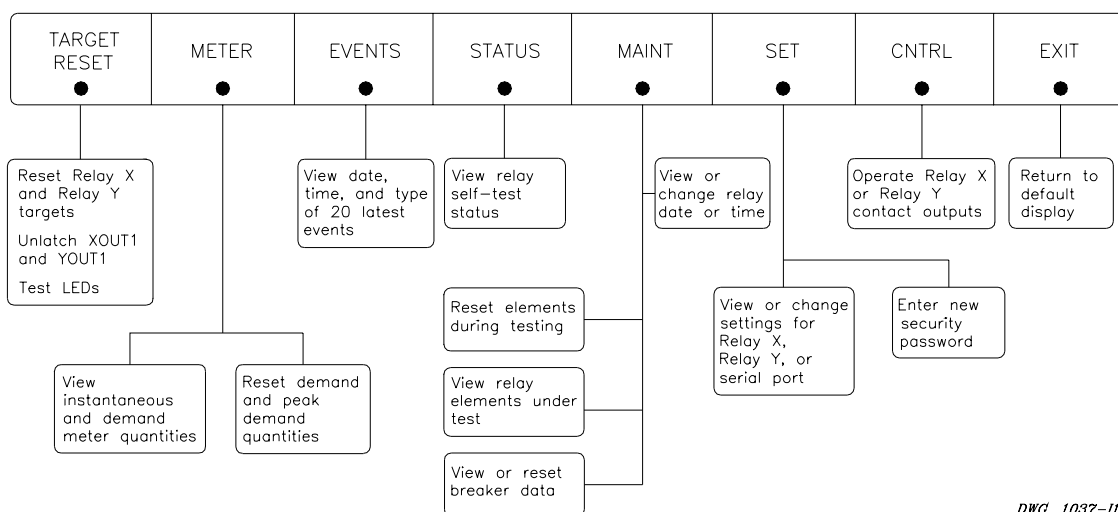 TARGET
RESET
METER
EVENTS
STATUS
MAINT
SET
CNTRL
EXIT
Reset Relay X
and Relay Y
targets
Unlatch XOUT1
and YOUT1
Test LEDs
View date,
time, and type
of 20 latest
events
View relay
self-test
status
View or
change relay
date or time
Operate Relay X
or Relay Y
contact outputs
Return to
default
display
Reset elements
during testing
View or change
settings for
Relay X,
Relay Y, or
serial port
Enter new
security
password
View
instantaneous
and demand
meter quantities
Reset demand
and peak
demand
quantities
View relay
elements under
test
View or reset
breaker data